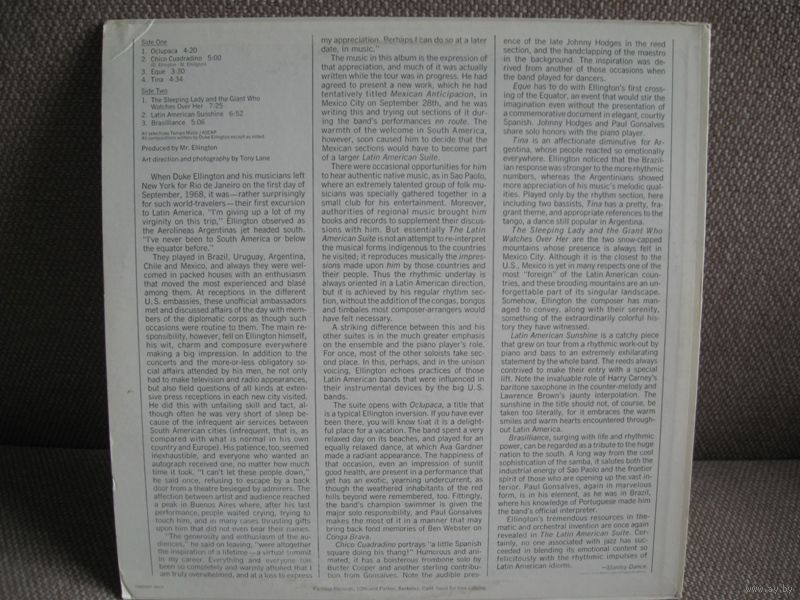 Side One
1. Oclupaca 4:20
2. Chico Cuadradino 5:00
(D. Ellington / M. Ellington)
3. Eque 3:30
4. Tina 4:34
Side Two
1. The Sleeping Lady and the Giant Who
Watches Over Her 7:25
2. Latin American Sunshine 6:52
3. Brasilliance 5:06
All selections Tempo Music / ASCAP
All compositions written by Duke Ellington except as noted.
Produced by Mr. Ellington
Art direction and photography by Tony Lane
When Duke Ellington and his musicians left
New York for Rio de Janeiro on the first day of
September, 1968, it was—rather surprisingly
for such world-travelers—their first excursion
to Latin America. "I'm giving up a lot of my
virginity on this trip," Ellington observed as
the Aerolineas Argentinas jet headed south.
"I've never been to South America or below
the equator before."
They played in Brazil, Uruguay, Argentina,
Chile and Mexico, and always they were wel-
comed in packed houses with an enthusiasm
that moved the most experienced and blasé
among them. At receptions in the different
U.S. embassies, these unofficial ambassadors
met and discussed affairs of the day with mem-
bers of the diplomatic corps as though such
occasions were routine to them. The main re-
sponsibility, however, fell on Ellington himself,
his wit, charm and composure everywhere
making a big impression. In addition to the
concerts and the more-or-less obligatory so-
cial affairs attended by his men, he not only
had to make television and radio appearances,
but also field questions of all kinds at exten-
sive press receptions in each new city visited.
He did this with unfailing skill and tact, al-
though often he was very short of sleep be-
cause of the infrequent air services between
South American cities (infrequent, that is, as
compared with what is normal in his own
country and Europe). His patience, too, seemed
inexhaustible, and everyone who wanted an
autograph received one, no matter how much
time it took. "I can't let these people down,"
he said once, refusing to escape by a back
door from a theatre besieged by admirers. The
affection between artist and audience reached
a peak in Buenos Aires where, after his last
performance, people waited crying, trying to
touch him, and in many cases thrusting gifts
upon him that did not even bear their names.
"The generosity and enthusiasm of the au-
diences," he said on leaving, "were altogether
the inspiration of a lifetime—a virtual summit
in my career. Everything and everyone has
been so completely and warmly attuned that I
am truly overwhelmed, and at a loss to express
my appreciation. Perhaps I can do so at a later
date, in music."
The music in this album is the expression of
that appreciation, and much of it was actually
written while the tour was in progress. He had
agreed to present a new work, which he had
tentatively titled Mexican Anticipacion, in
Mexico City on September 28th, and he was
writing this and trying out sections of it dur-
ing the band's performances en route. The
warmth of the welcome in South America,
however, soon caused him to decide that the
Mexican sections would have to become part
of a larger Latin American Suite.
There were occasional opportunities for him
to hear authentic native music, as in Sao Paolo,
where an extremely talented group of folk mu-
sicians was specially gathered together in a
small club for his entertainment. Moreover,
authorities of regional music brought him
books and records to supplement their discus-
sions with him. But essentially The Latin
American Suite is not an attempt to re-interpret
the musical forms indigenous to the countries
he visited; it reproduces musically the impres-
sions made upon him by those countries and
their people. Thus the rhythmic underlay is
always oriented in a Latin American direction,
but it is achieved by his regular rhythm sec-
tion, without the addition of the congas, bongos
and timbales most composer-arrangers would
have felt necessary.
A striking difference between this and his
other suites is in the much greater emphasis
on the ensemble and the piano player's role.
For once, most of the other soloists take sec-
ond place. In this, perhaps, and in the unison
voicing, Ellington echoes practices of those
Latin American bands that were influenced in
their instrumental devices by the big U.S.
bands.
The suite opens with Oclupaca, a title that
is a typical Ellington inversion. If you have ever
been there, you will know that it is a delight-
ful place for a vacation. The band spent a very
relaxed day on its beaches, and played for an
equally relaxed dance, at which Ava Gardner
made a radiant appearance. The happiness of
that occasion, even an impression of sunlit
good health, are present in a performance that
yet has an exotic, yearning undercurrent, as
though the weathered inhabitants of the red
hills beyond were remembered, too. Fittingly,
the band's champion swimmer is given the
major solo responsibility, and Paul Gonsalves
makes the most of it in a manner that may
bring back fond memories of Ben Webster on
Conga Brava.
Chico Cuadradino portrays "a little Spanish
square doing his thang!" Humorous and ani-
mated, it has a boisterous trombone solo by
Buster Cooper and another sterling contribu-
tion from Gonsalves. Note the audible pres-
ence of the late Johnny Hodges in the reed
section, and the handclapping of the maestro
in the background. The inspiration was de-
rived from another of those occasions when
the band played for dancers.
Eque has to do with Ellington's first cross-
ing of the Equator, an event that would stir the
imagination even without the presentation of
a commemorative document in elegant, courtly
Spanish. Johnny Hodges and Paul Gonsalves
share solo honors with the piano player.
Tina is an affectionate diminutive for Ar-
gentina, whose people reacted so emotionally
everywhere. Ellington noticed that the Brazil-
ian response was stronger to the more rhythmic
numbers, whereas the Argentinians showed
more appreciation of his music's melodic qual-
ities. Played only by the rhythm section, here
including two bassists, Tina has a pretty, fra-
grant theme, and appropriate references to the
tango, a dance still popular in Argentina.
The Sleeping Lady and the Giant Who
Watches Over Her are the two snow-capped
mountains whose presence is always felt in
Mexico City. Although it is the closest to the
U.S., Mexico is yet in many respects one of the
most "foreign" of the Latin American coun-
tries, and these brooding mountains are an un-
forgettable part of its singular landscape.
Somehow, Ellington the composer has man-
aged to convey, along with their serenity,
something of the extraordinarily colorful his-
tory they have witnessed.
Latin American Sunshine is a catchy piece
that grew on tour from a rhythmic work-out by
piano and bass to an extremely exhilarating
statement by the whole band. The reeds always
contrived to make their entry with a special
lift. Note the invaluable role of Harry Carney's
baritone saxophone in the counter-melody and
Lawrence Brown's jaunty interpolation. The
sunshine in the title should not, of course, be
taken too literally, for it embraces the warm
smiles and warm hearts encountered through-
out Latin America.
Brasilliance, surging with life and rhythmic
power, can be regarded as a tribute to the huge
nation to the south. A long way from the cool
sophistication of the samba, it salutes both the
industrial energy of Sao Paolo and the frontier
spirit of those who are opening up the vast in-
terior. Paul Gonsalves, again in marvelous
form, is in his element, as he was in Brazil,
where his knowledge of Portuguese made him
the band's official interpreter.
Ellington's tremendous resources in the-
matic and orchestral invention are once again
revealed in The Latin American Suite. Cer-
tainly, no one associated with jazz has suc-
ceeded in blending its emotional content so
felicitously with the rhythmic impulses of
Latin American idioms.
—Stanley Dance
Fantasy Records, 10th and Parker, Berkeley, Calif.
www.ay.by